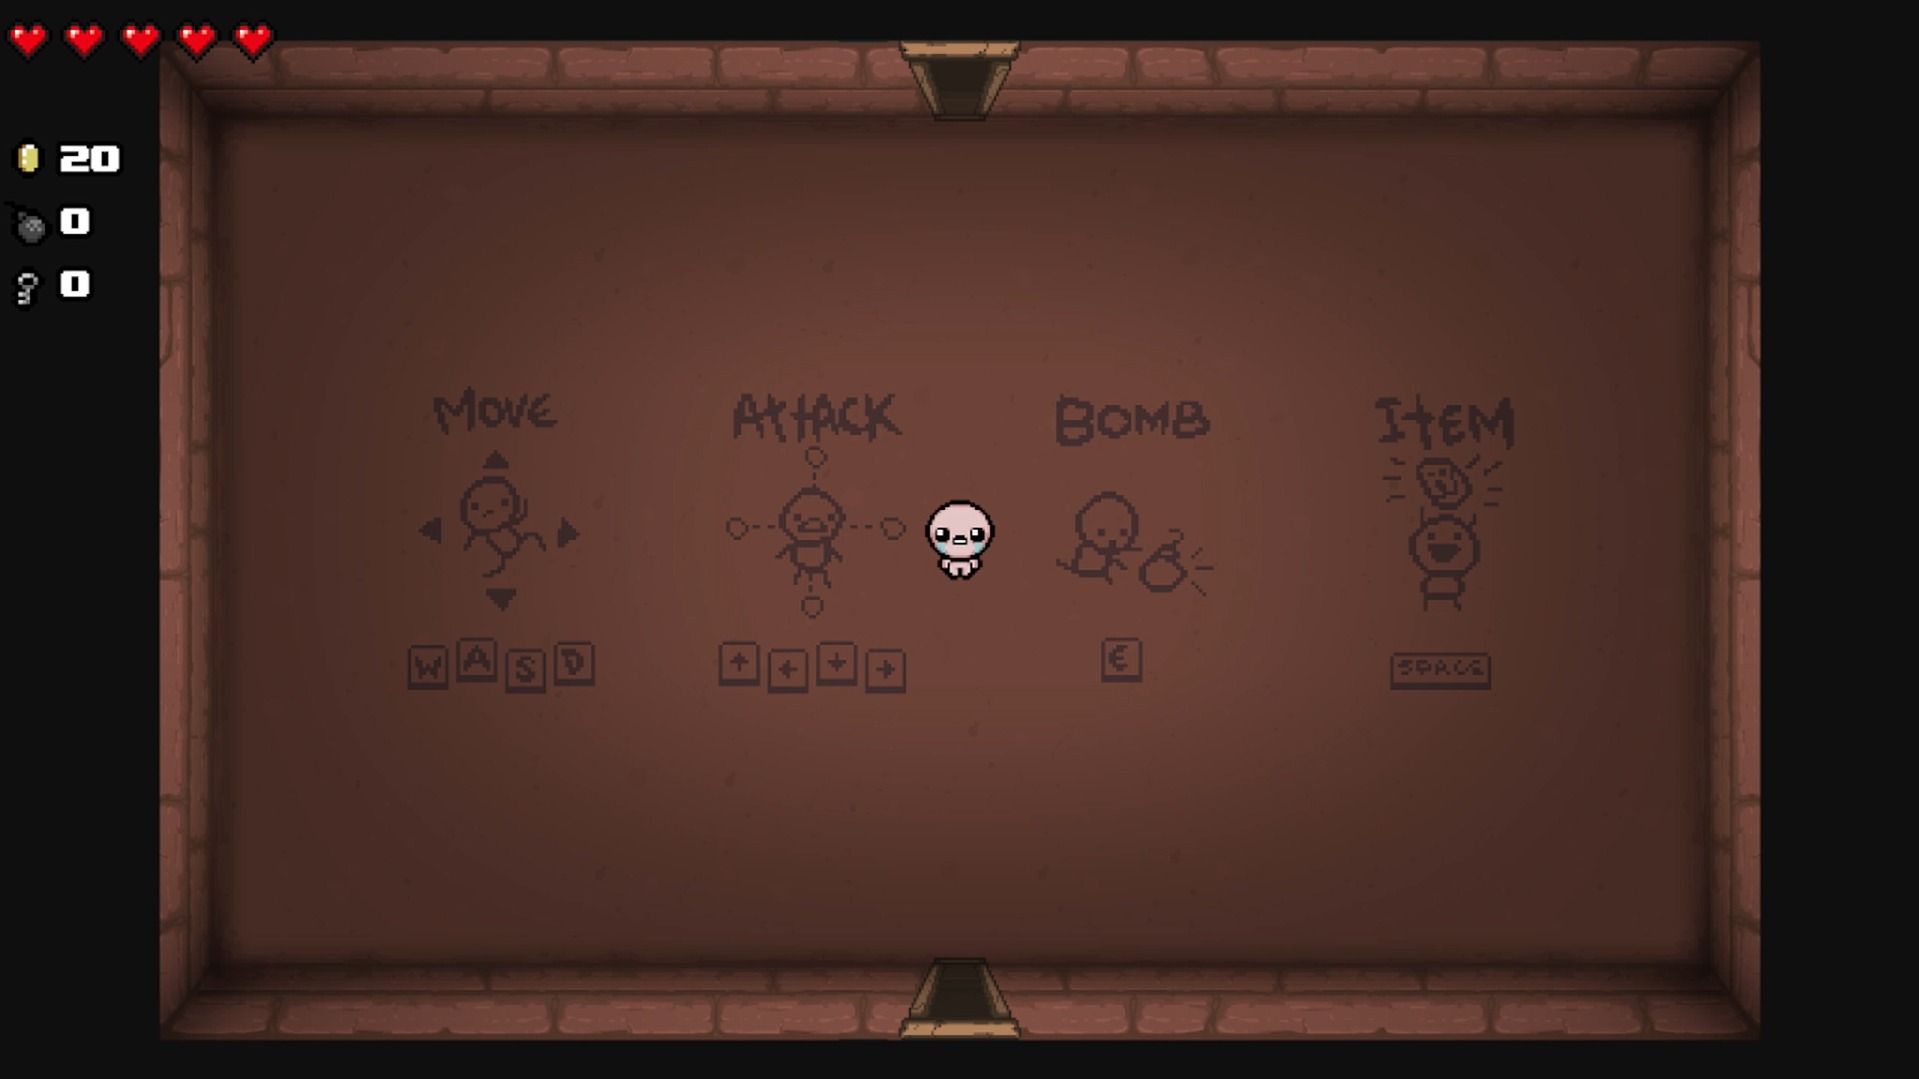 20
0
0
MOVE ATTACK BOMB ITEM
W A S D ↑ ← ↓ → E SPACE